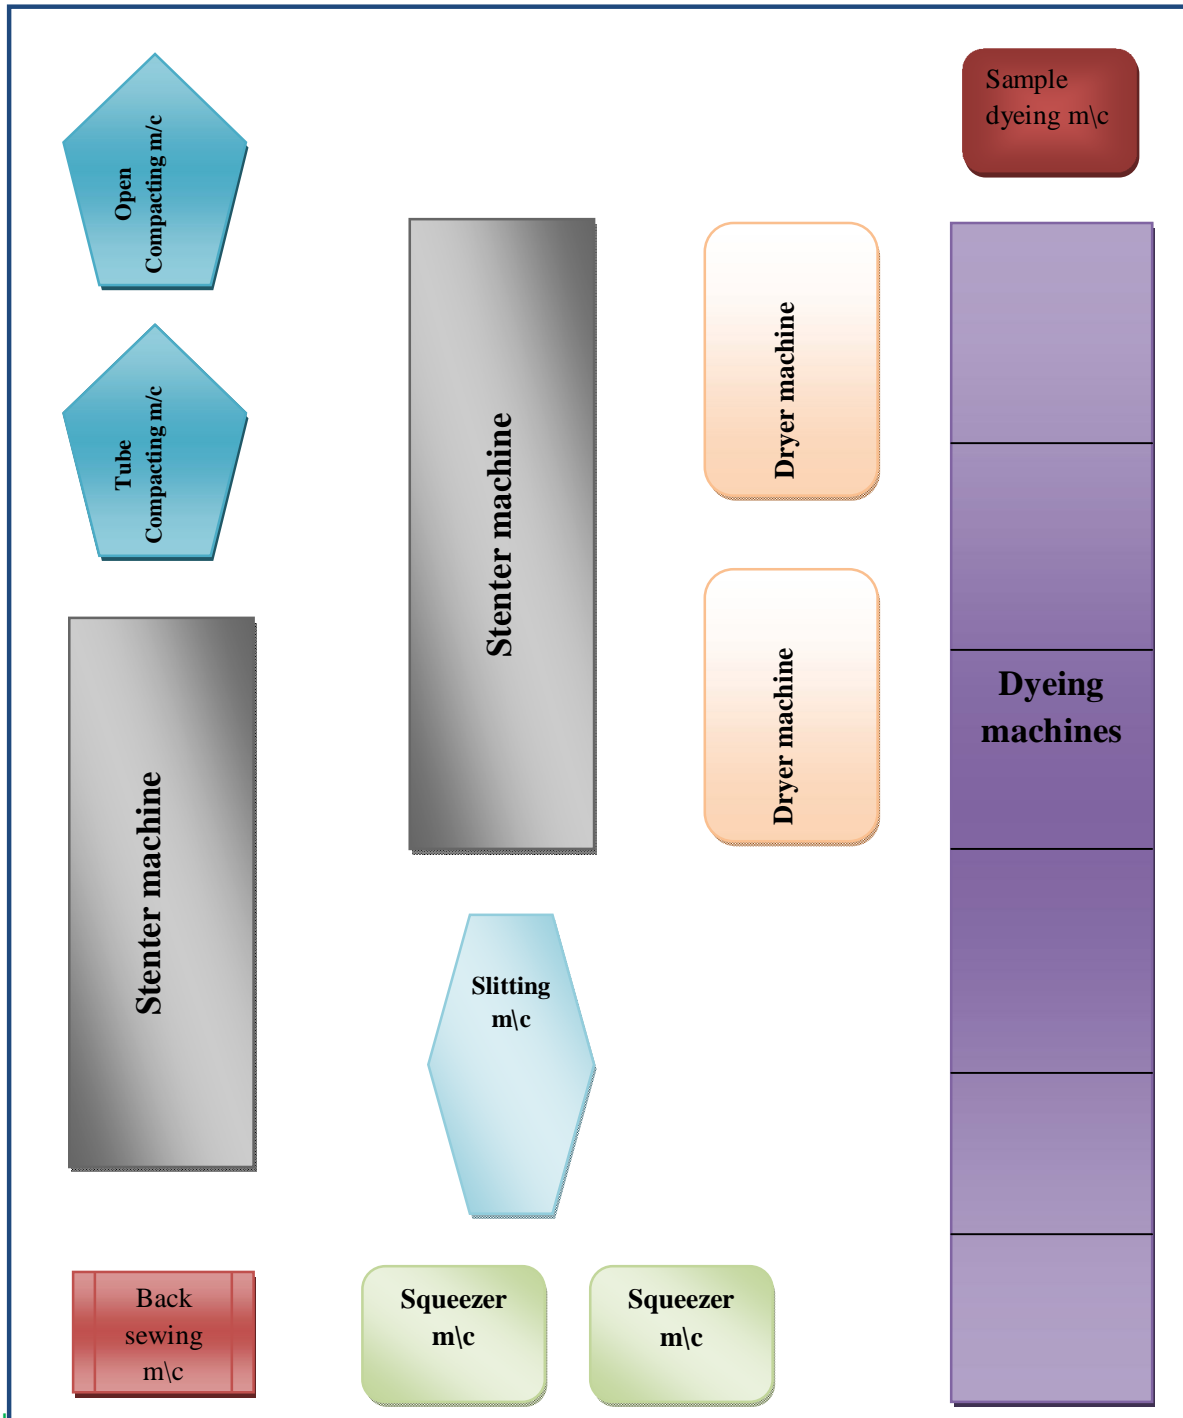 Sample
dyeing m\c
Open
Compacting m/c
Tube
Compacting m/c
Stenter machine
Dryer machine
Dryer machine
Dyeing
machines
Stenter machine
Slitting
m\c
Back
sewing
m\c
Squeezer
m\c
Squeezer
m\c